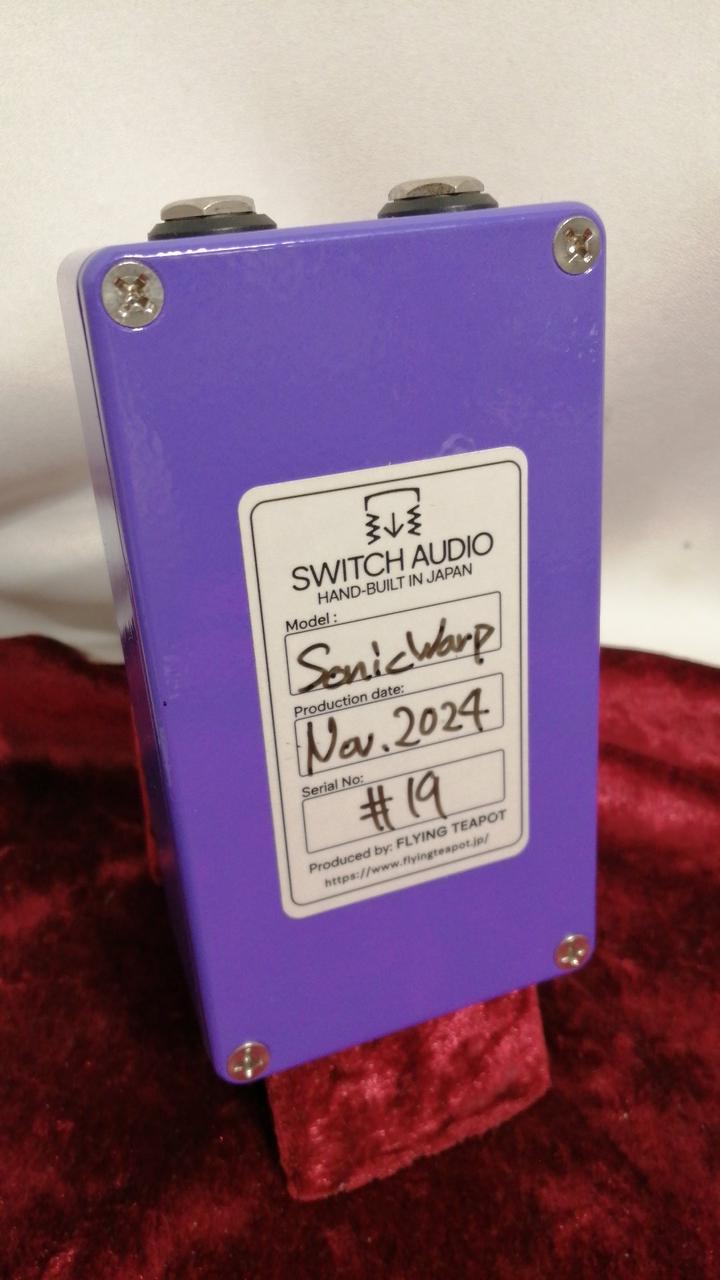 SWITCH AUDIO
HAND-BUILT IN JAPAN
Model :
SonicWarp
Production date:
Nov. 2024
Serial No:
#19
Produced by: FLYING TEAPOT
https://www.flyingteapot.jp/